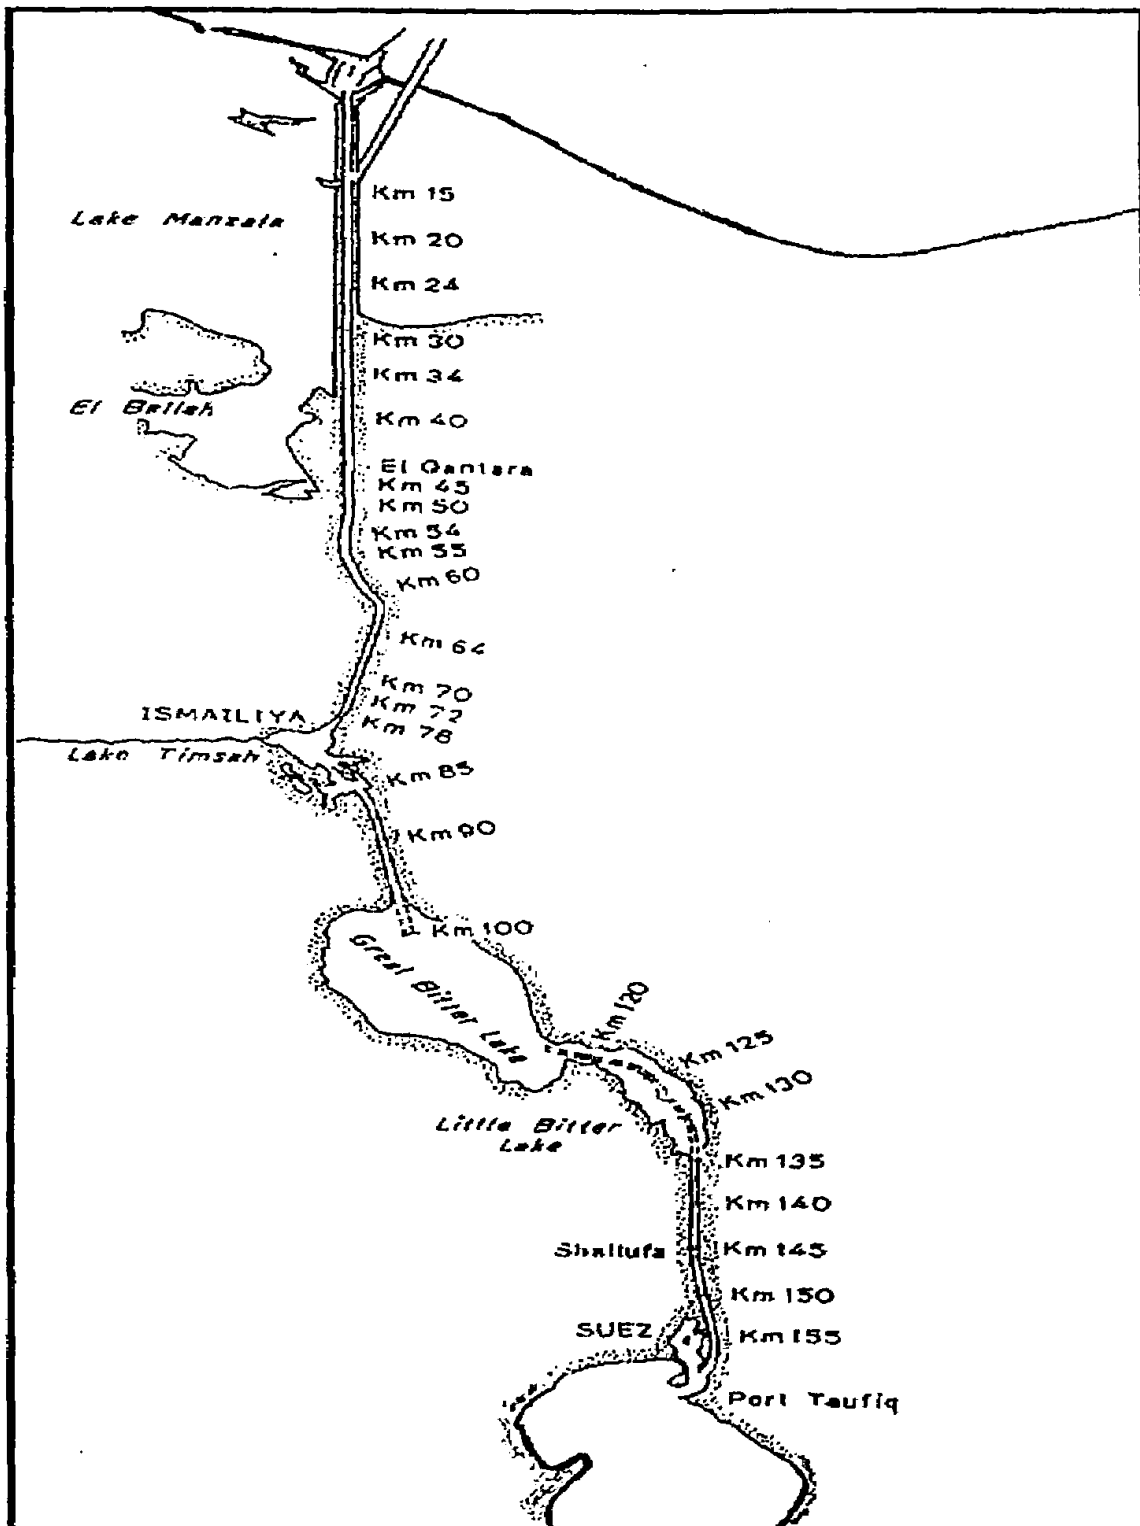 Km 15
Lake Manzala
Km 20
Km 24
Km 30
Km 34
El Ballah
Km 40
El Qantara
Km 45
Km 50
Km 54
Km 55
Km 60
Km 64
Km 70
Km 72
ISMAILIYA
Km 78
Lake Timsah
Km 85
Km 90
Km 100
Great Bitter Lake
Km 120
Km 125
Km 130
Little Bitter
Lake
Km 135
Km 140
Shallufa
Km 145
Km 150
SUEZ
Km 155
Port Taufiq